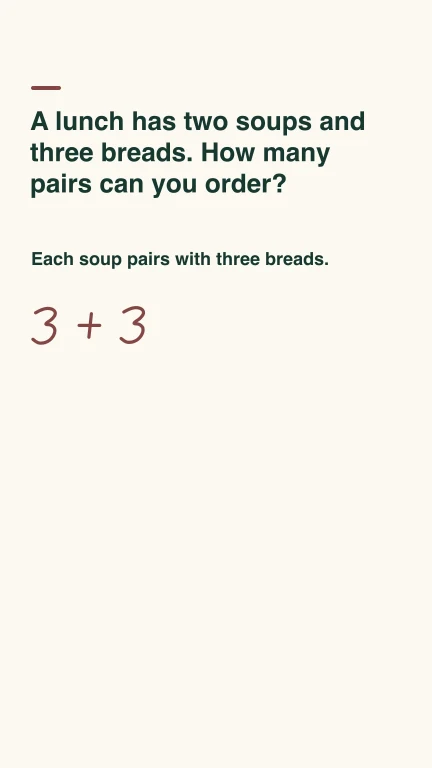 A lunch has two soups and
three breads. How many
pairs can you order?
Each soup pairs with three breads.
3 + 3